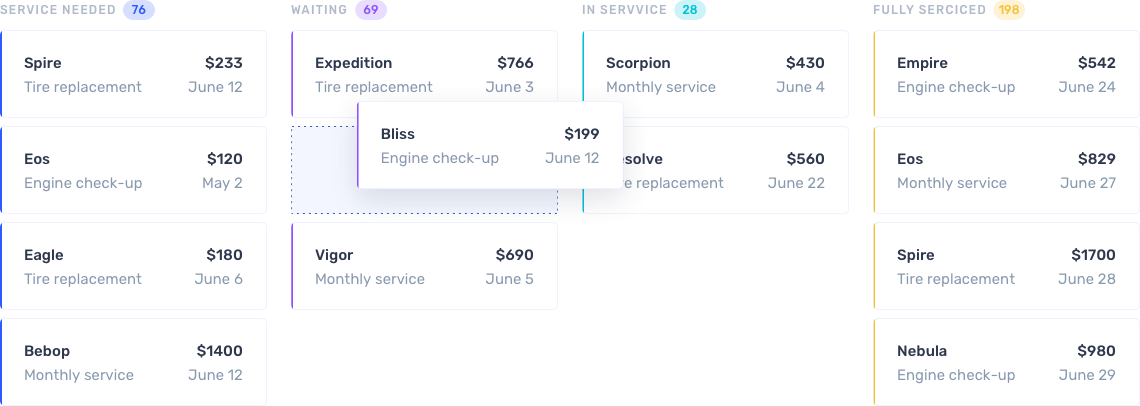 SERVICE NEEDED 76
Spire $233
Tire replacement June 12
Eos $120
Engine check-up May 2
Eagle $180
Tire replacement June 6
Bebop $1400
Monthly service June 12
WAITING 69
Expedition $766
Tire replacement June 3
Bliss $199
Engine check-up June 12
Vigor $690
Monthly service June 5
IN SERVVICE 28
Scorpion $430
Monthly service June 4
esolve $560
e replacement June 22
FULLY SERCICED 198
Empire $542
Engine check-up June 24
Eos $829
Monthly service June 27
Spire $1700
Tire replacement June 28
Nebula $980
Engine check-up June 29